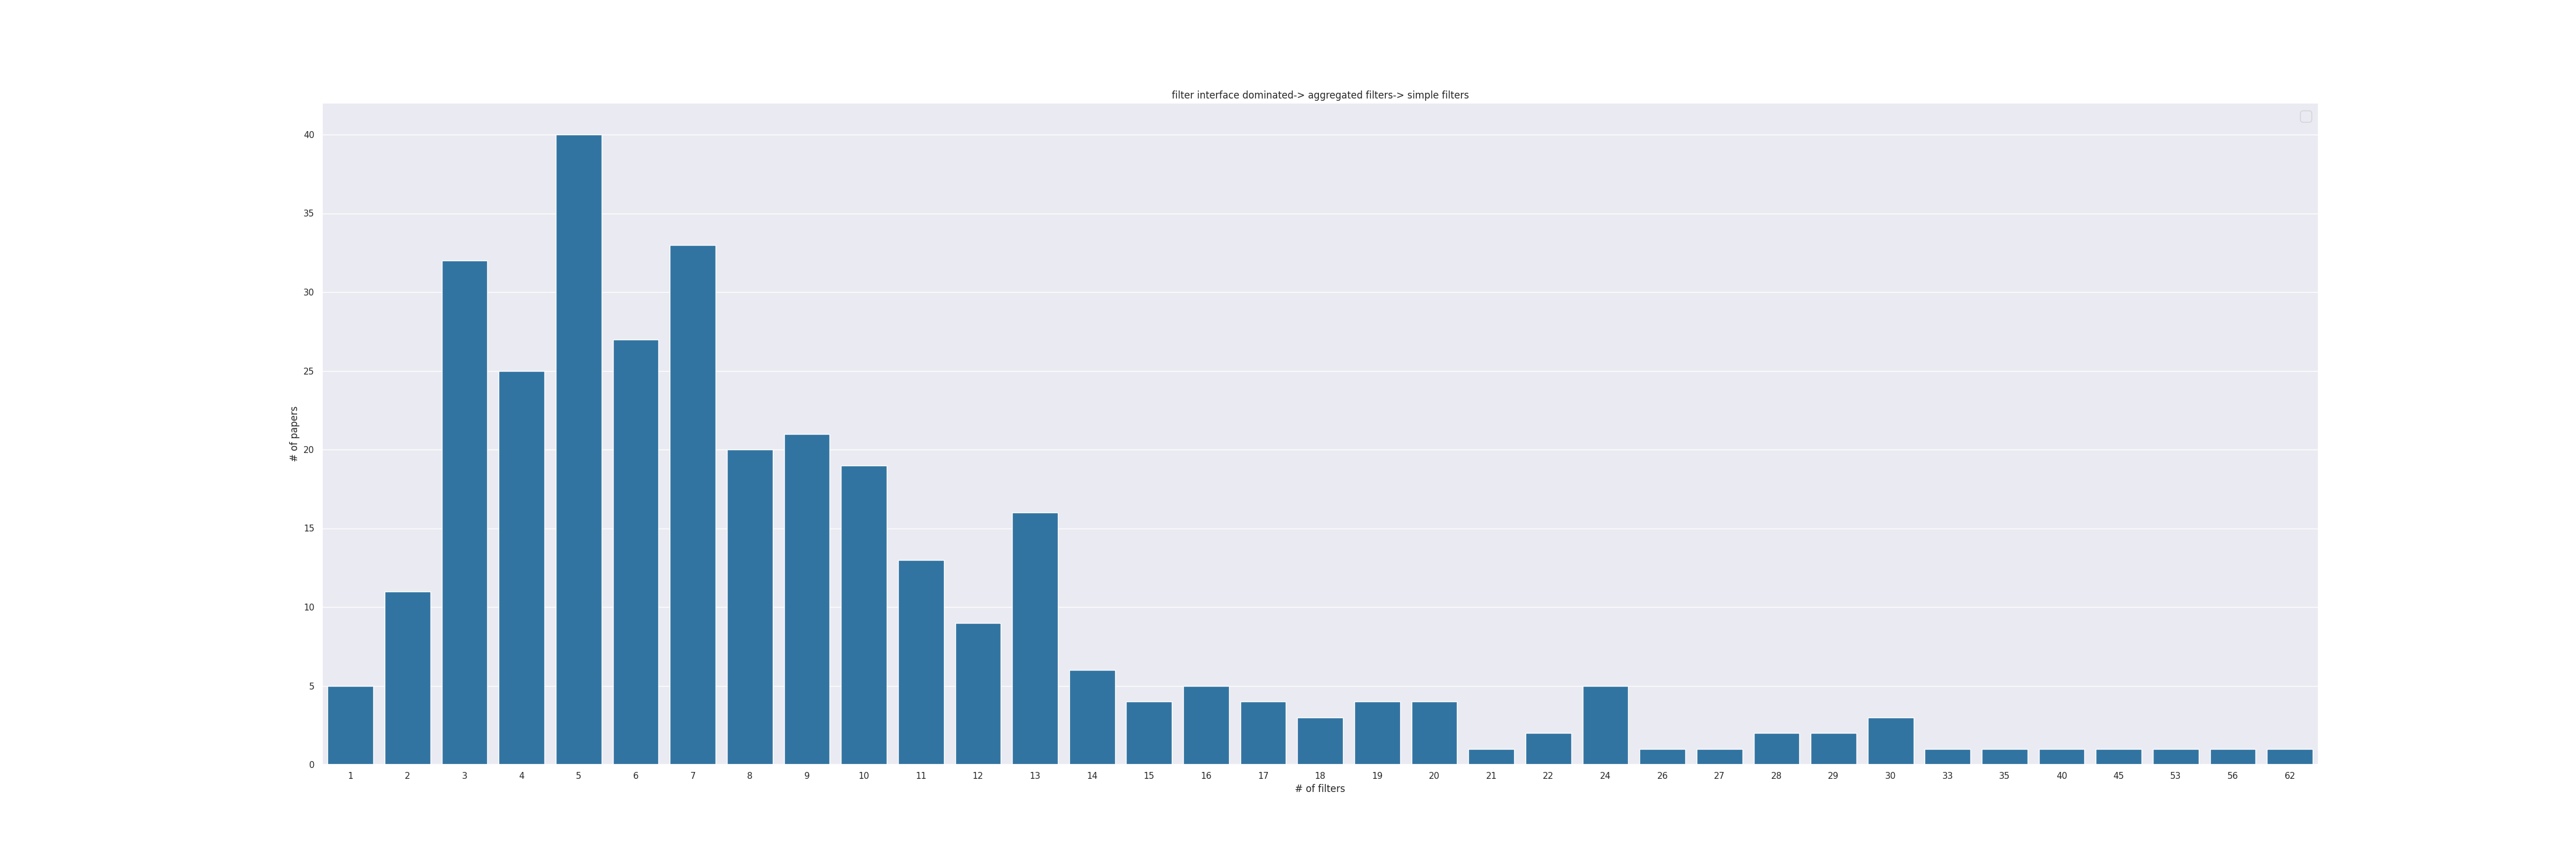 filter interface dominated-> aggregated filters-> simple filters
40
35
30
25
20
15
10
5
0
# of papers
1 2 3 4 5 6 7 8 9 10 11 12 13 14 15 16 17 18 19 20 21 22 24 26 27 28 29 30 33 35 40 45 53 56 62
# of filters